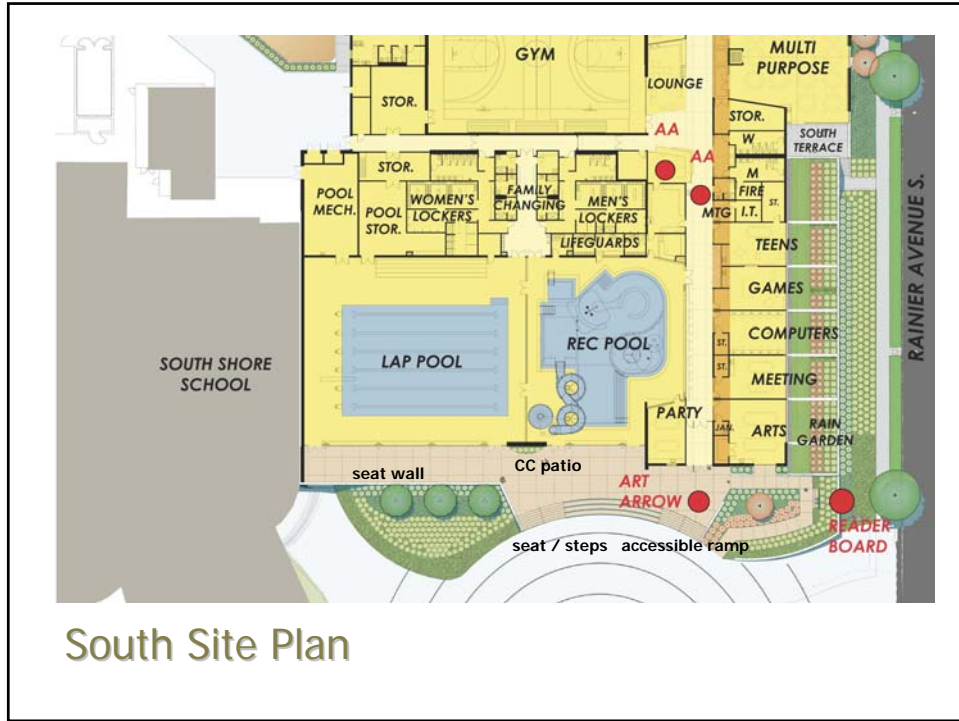 GYM
MULTI
PURPOSE
LOUNGE
STOR.
STOR.
AA
W
SOUTH
TERRACE
AA
STOR.
M
POOL
MECH.
WOMEN'S
LOCKERS
FAMILY
CHANGING
MEN'S
LOCKERS
FIRE
ST.
POOL
STOR.
MTG
I.T.
LIFEGUARDS
TEENS
RAINIER AVENUE S.
GAMES
COMPUTERS
REC POOL
LAP POOL
SOUTH SHORE
SCHOOL
ST.
ST.
MEETING
PARTY
JAN.
ARTS
RAIN
GARDEN
seat wall
CC patio
ART
ARROW
READER
BOARD
seat / steps accessible ramp
South Site Plan